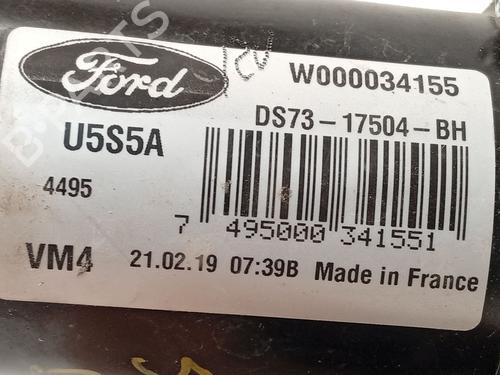 Ford
W000034155
DS73-17504-BH
U5S5A
4495
7 495000 341551
VM4 21.02.19 07:39B Made in France